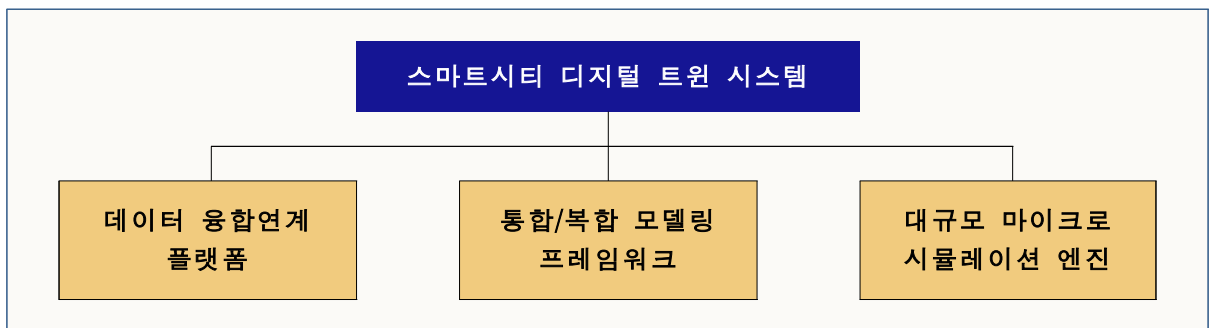 스마트시티 디지털 트윈 시스템
데이터 융합연계
플랫폼
통합/복합 모델링
프레임워크
대규모 마이크로
시뮬레이션 엔진